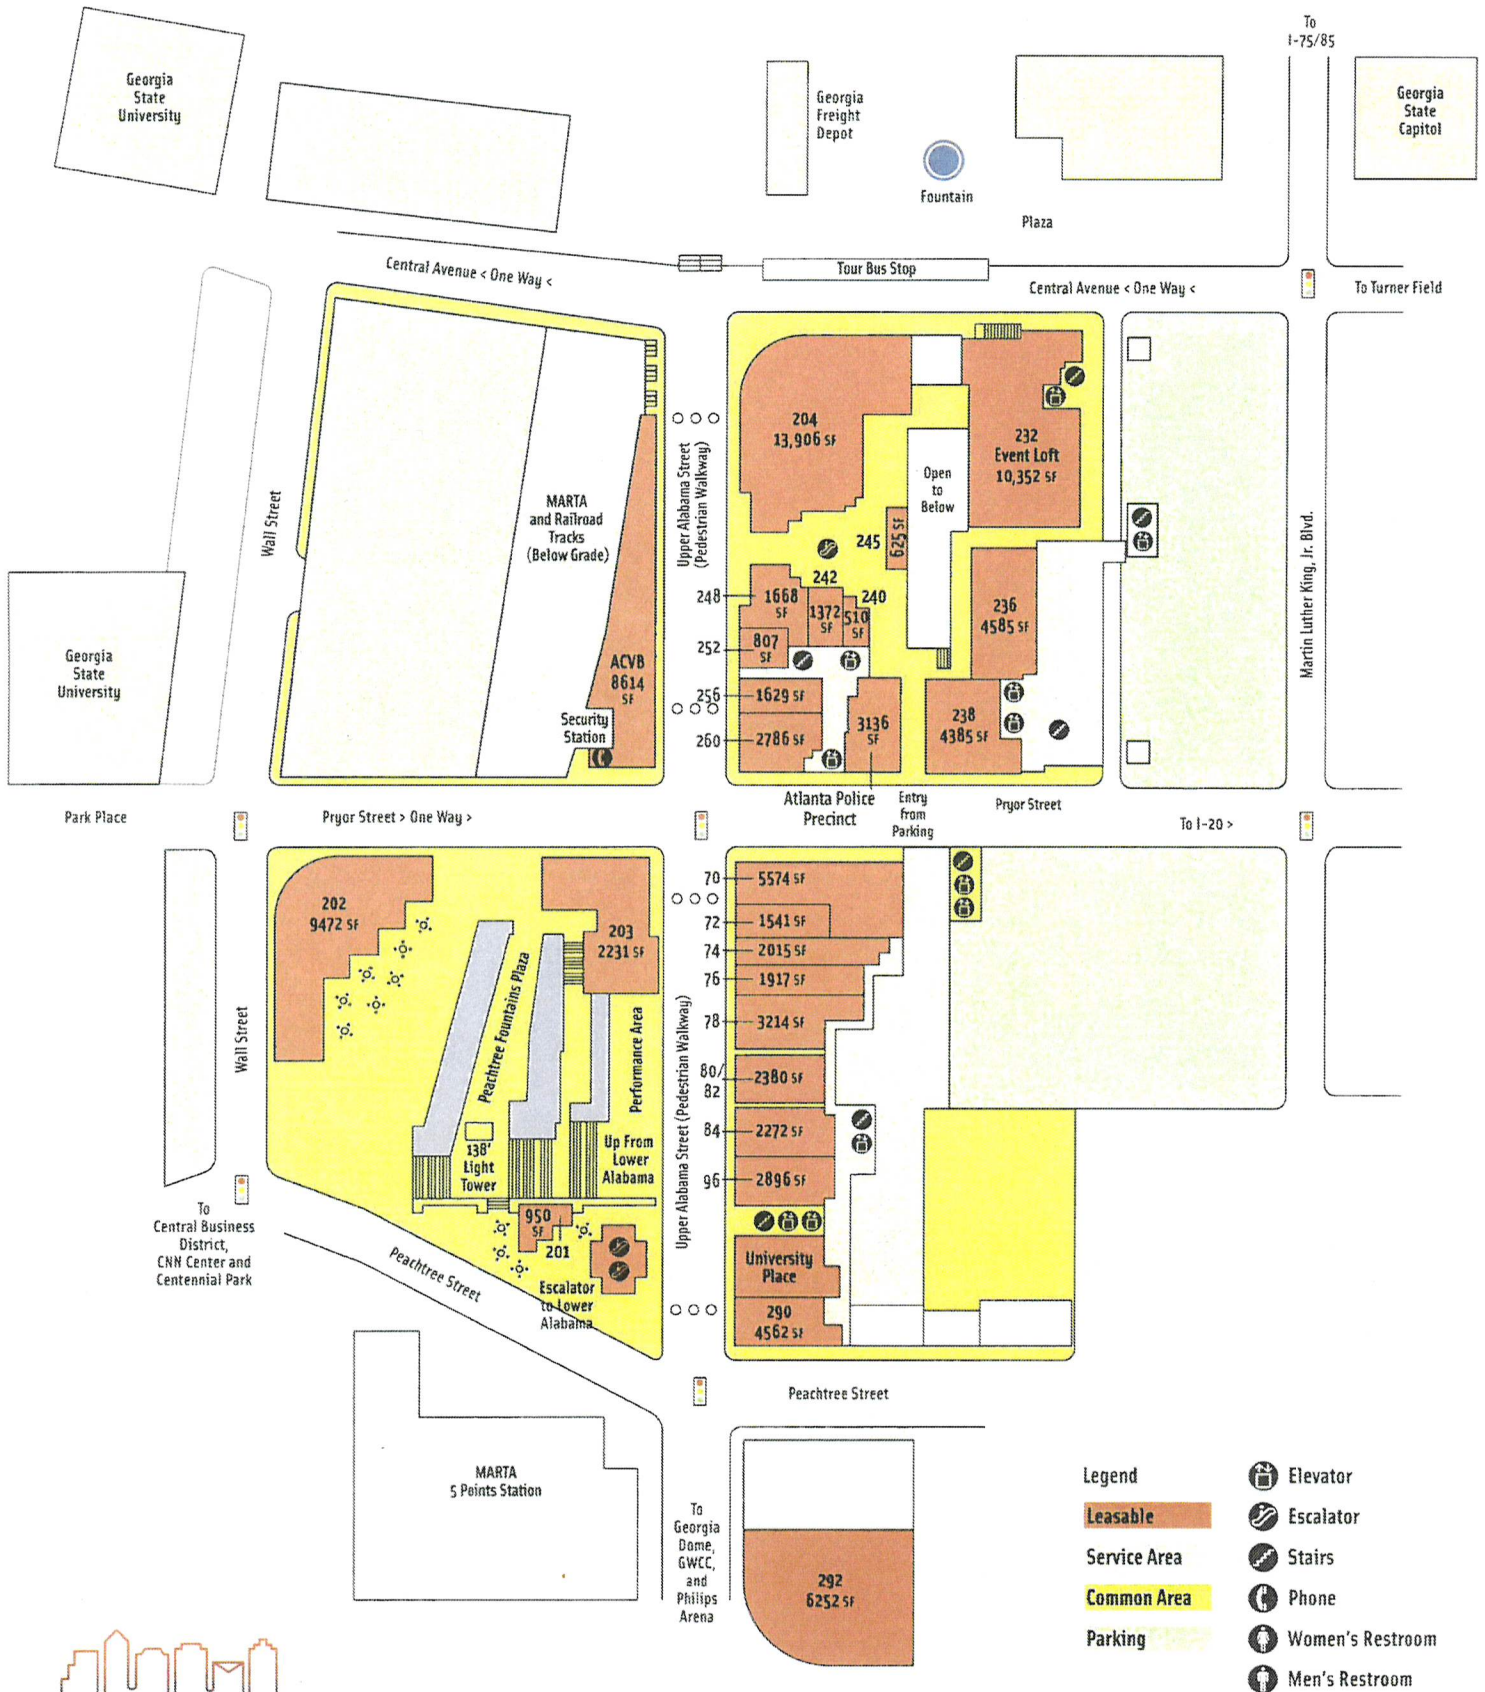 To
I-75/85
Georgia
State
University
Georgia
Freight
Depot
Georgia
State
Capitol
Fountain
Plaza
Central Avenue < One Way <
Tour Bus Stop
Central Avenue < One Way <
To Turner Field
204
13,906 SF
232
Event Loft
10,352 SF
Open
to
Below
Upper Alabama Street
(Pedestrian Walkway)
MARTA
and Railroad
Tracks
(Below Grade)
Wall Street
Martin Luther King, Jr. Blvd.
245
625 SF
242
248
1668
SF
1372
SF
240
510
SF
236
4585 SF
252
807
SF
Georgia
State
University
ACVB
8614
SF
256
1629 SF
Security
Station
260
2786 SF
3136
SF
238
4385 SF
Atlanta Police
Precinct
Entry
from
Parking
Pryor Street
Park Place
Pryor Street > One Way >
To I-20 >
70
5574 SF
202
9472 SF
72
1541 SF
203
2231 SF
74
2015 SF
76
1917 SF
78
3214 SF
Peachtree Fountains Plaza
Performance Area
Upper Alabama Street (Pedestrian Walkway)
Wall Street
80/
82
2380 SF
84
2272 SF
138'
Light
Tower
Up From
Lower
Alabama
96
2896 SF
To
Central Business
District,
CNN Center and
Centennial Park
950
SF
201
Peachtree Street
Escalator
to Lower
Alabama
University
Place
290
4562 SF
Peachtree Street
MARTA
5 Points Station
To
Georgia
Dome,
GWCC,
and
Philips
Arena
292
6252 SF
Legend
Leasable
Service Area
Common Area
Parking
Elevator
Escalator
Stairs
Phone
Women's Restroom
Men's Restroom